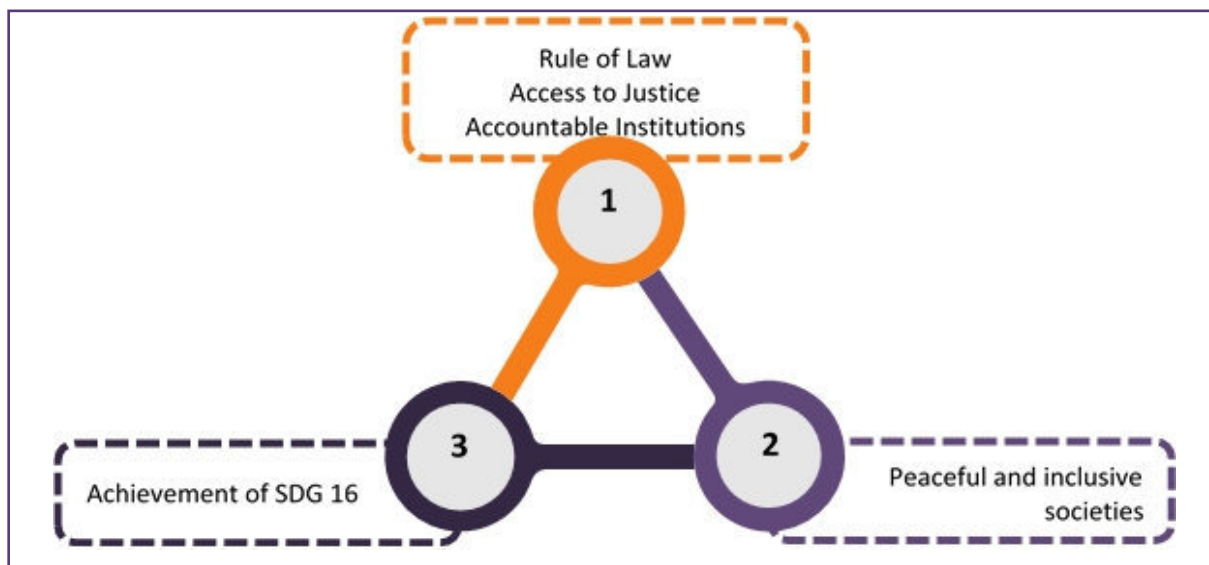 Rule of Law
Access to Justice
Accountable Institutions
1
3
2
Achievement of SDG 16
Peaceful and inclusive
societies